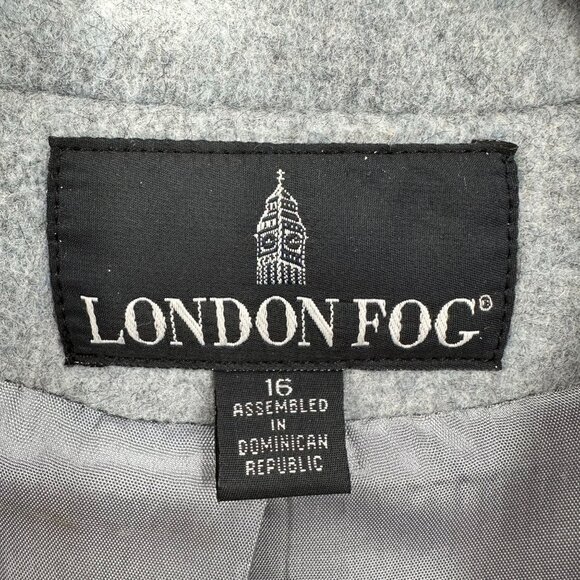 LONDON FOG®
16
ASSEMBLED
IN
DOMINICAN
REPUBLIC